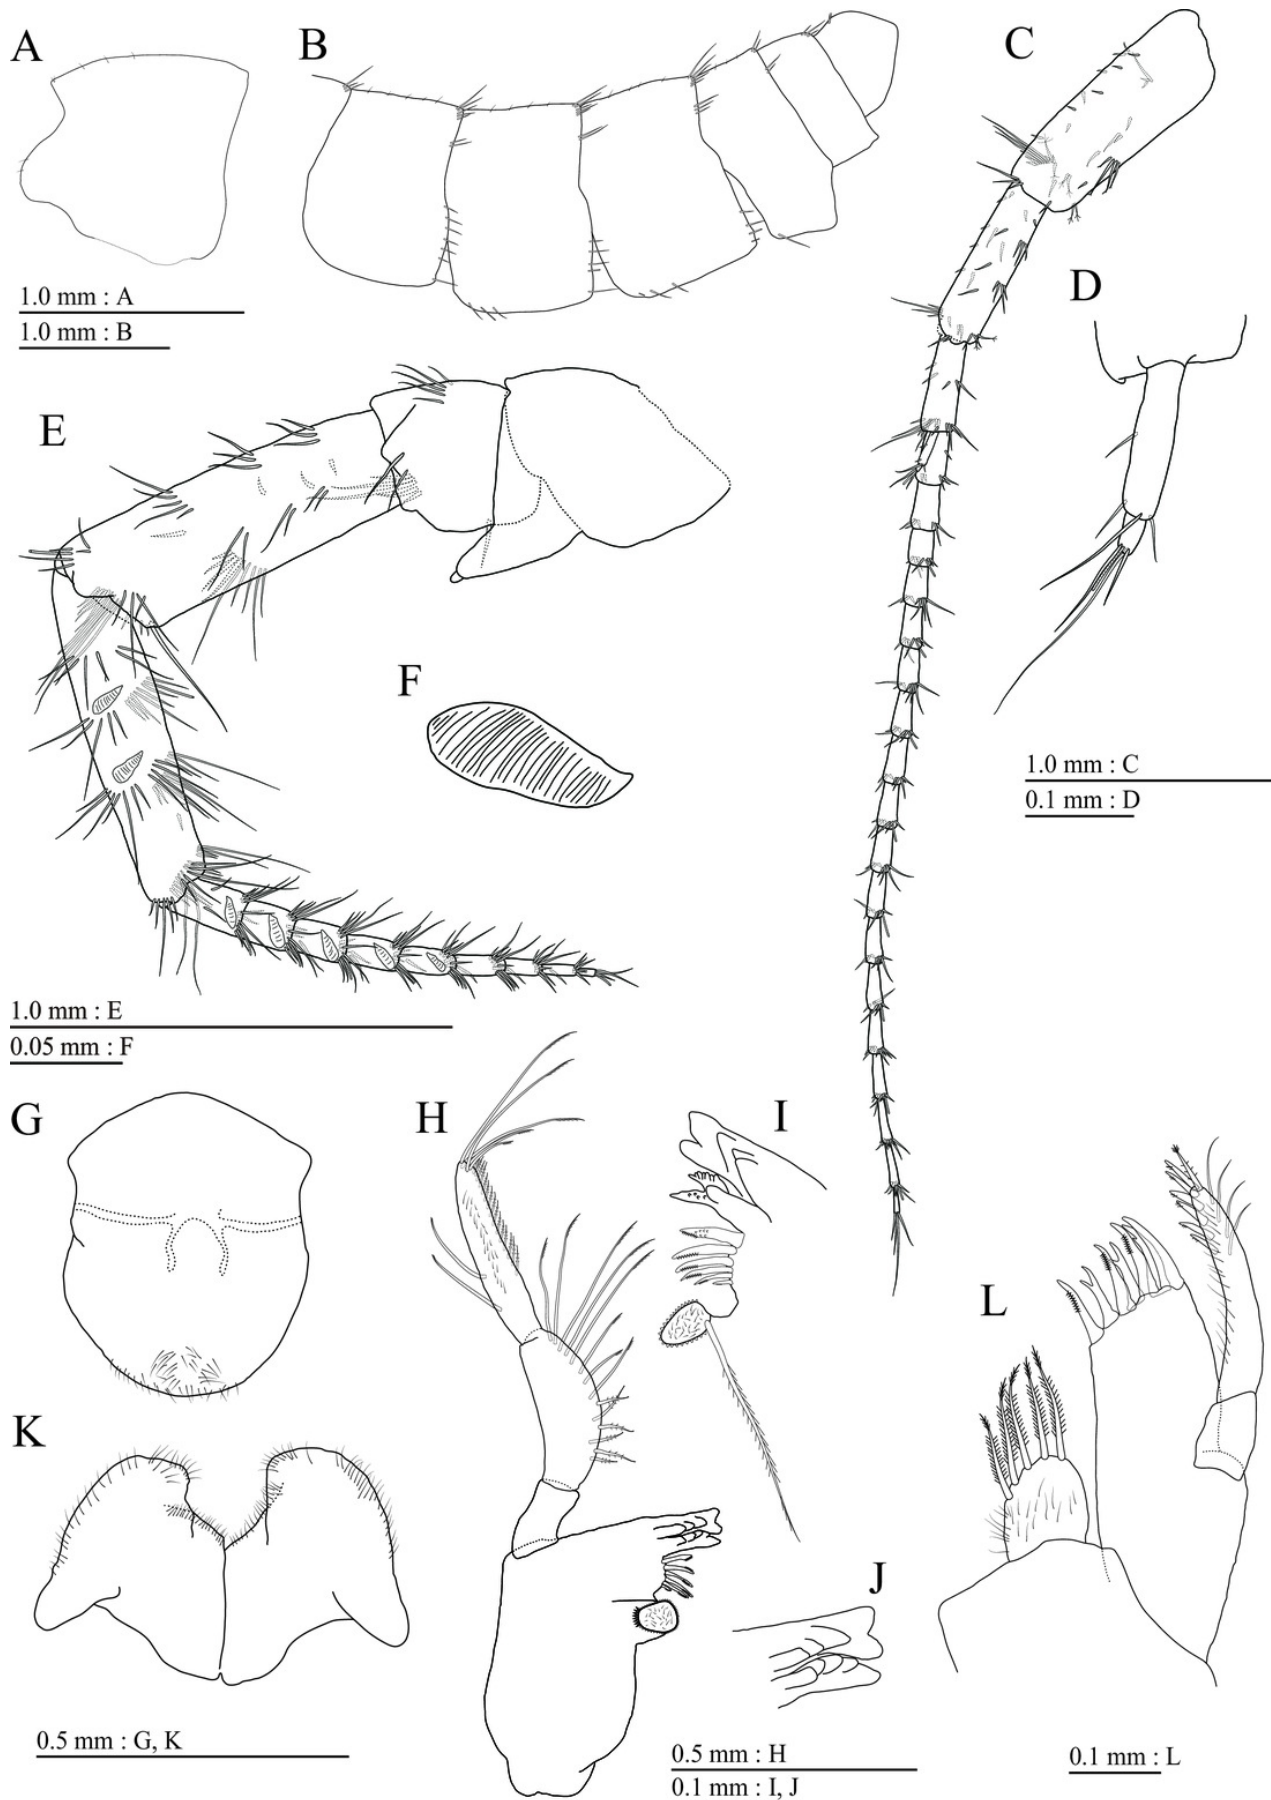 A
B
C
1.0 mm : A
1.0 mm : B
D
E
F
1.0 mm : C
0.1 mm : D
1.0 mm : E
0.05 mm : F
G
H
I
L
K
J
0.5 mm : G, K
0.5 mm : H
0.1 mm : I, J
0.1 mm : L